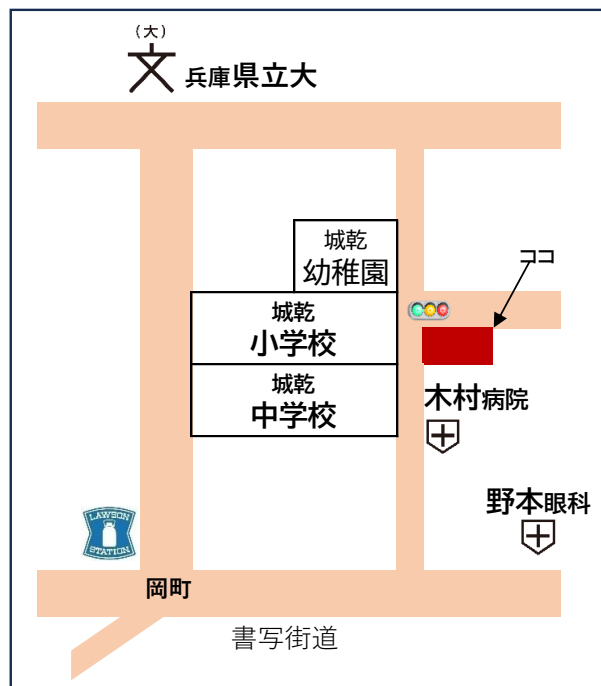 (大)
文 兵庫県立大
城乾
幼稚園
ココ
城乾
小学校
城乾
中学校
木村病院
野本眼科
LAWSON
STATION
岡町
書写街道